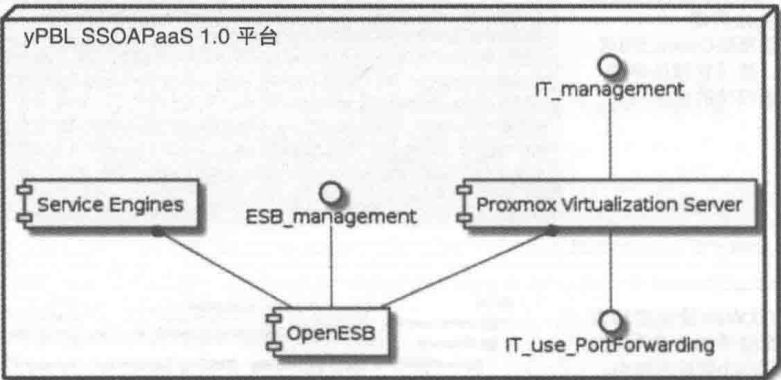 yPBL SSOAPaaS 1.0 平台
IT_management
Service Engines
ESB_management
Proxmox Virtualization Server
OpenESB
IT_use_PortForwarding